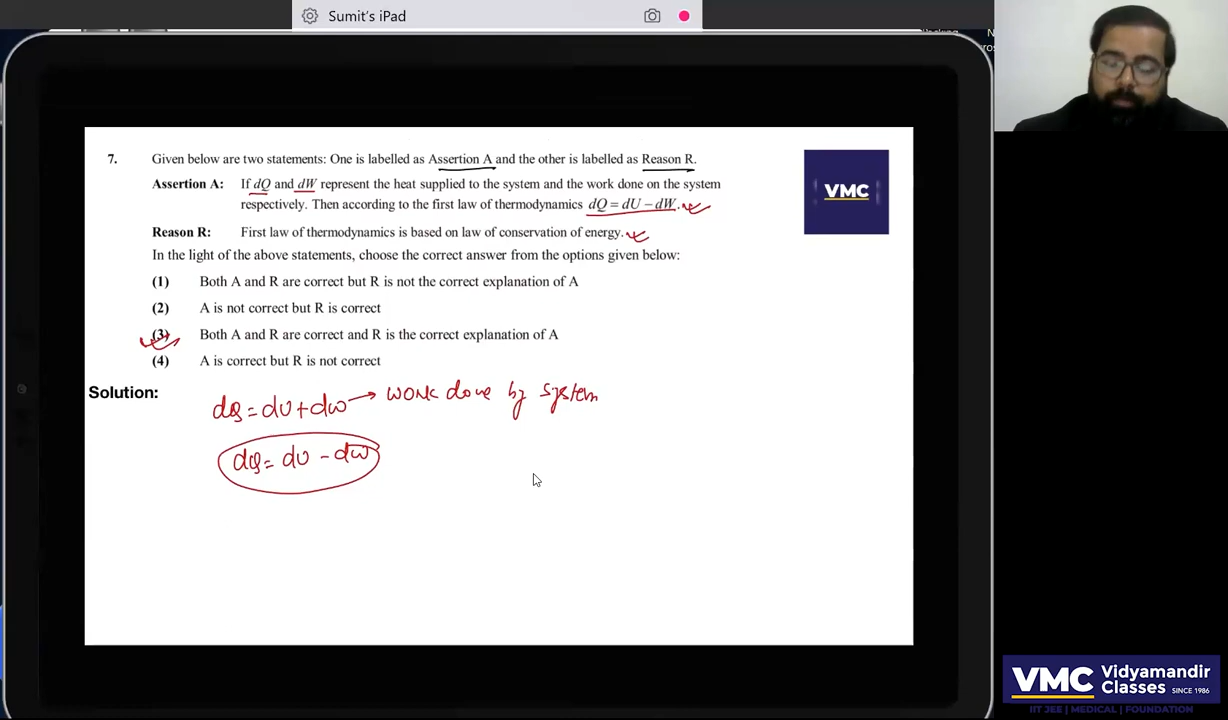 Sumit's iPad
7. Given below are two statements: One is labelled as Assertion A and the other is labelled as Reason R.
Assertion A: If dQ and dW represent the heat supplied to the system and the work done on the system
respectively. Then according to the first law of thermodynamics dQ = dU − dW.
Reason R: First law of thermodynamics is based on law of conservation of energy.
In the light of the above statements, choose the correct answer from the options given below:
(1) Both A and R are correct but R is not the correct explanation of A
(2) A is not correct but R is correct
(3) Both A and R are correct and R is the correct explanation of A
(4) A is correct but R is not correct
VMC
Solution:
dQ = dU + dW → work done by system
dQ = dU − dW
VMC Vidyamandir
Classes SINCE 1986
IIT JEE | MEDICAL | FOUNDATION